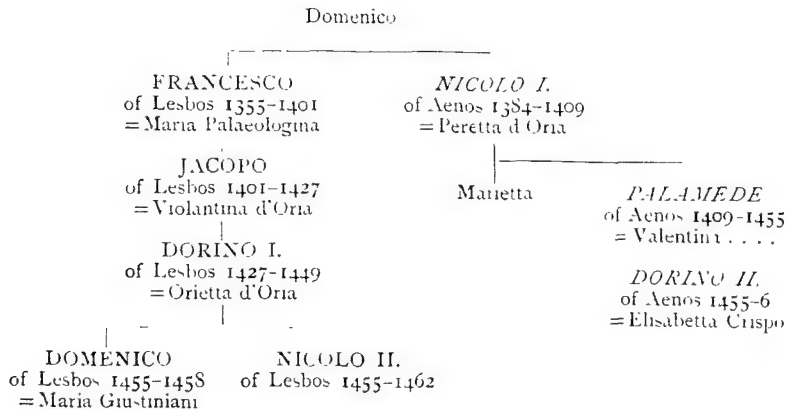 Domenico
FRANCESCO
of Lesbos 1355-1401
=Maria Palaeologina
NICOLO I.
of Aenos 1384-1409
=Peretta d Oria
JACOPO
of Lesbos 1401-1427
=Violantina d'Oria
Marietta
PALAMEDE
of Aenos 1409-1455
= Valentina ....
DORINO I.
of Lesbos 1427-1449
=Orietta d'Oria
DORINO II.
of Aenos 1455-6
=Elisabetta Crispo
DOMENICO
of Lesbos 1455-1458
=Maria Giustiniani
NICOLO II.
of Lesbos 1455-1462